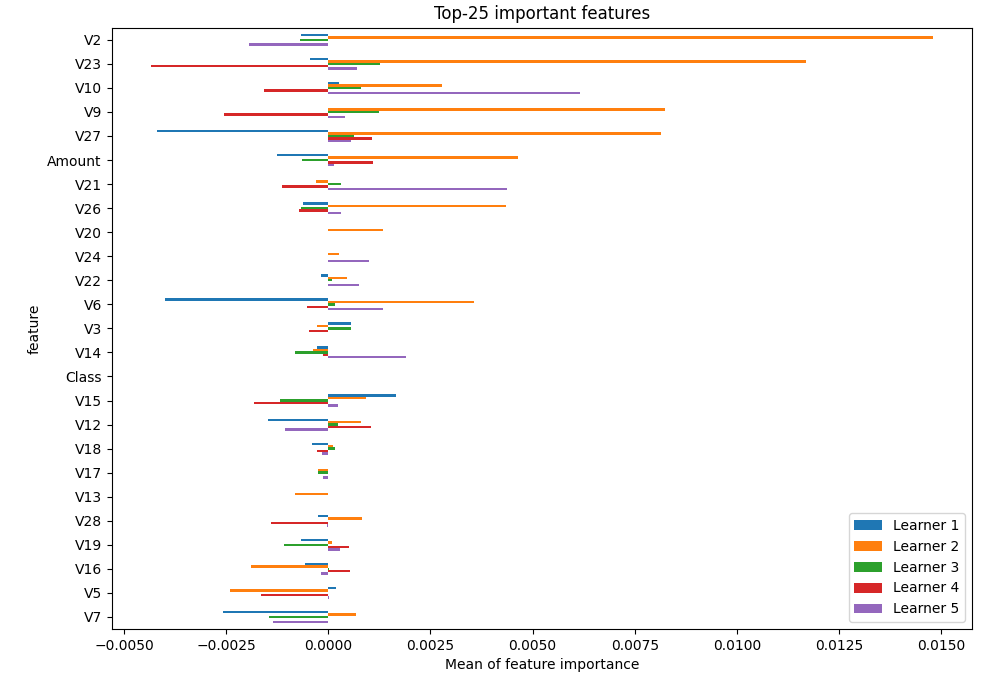 Top-25 important features
V2
V23
V10
V9
V27
Amount
V21
V26
V20
V24
V22
V6
V3
V14
Class
V15
V12
V18
V17
V13
V28
V19
V16
V5
V7
feature
Learner 1
Learner 2
Learner 3
Learner 4
Learner 5
−0.0050 −0.0025 0.0000 0.0025 0.0050 0.0075 0.0100 0.0125 0.0150
Mean of feature importance